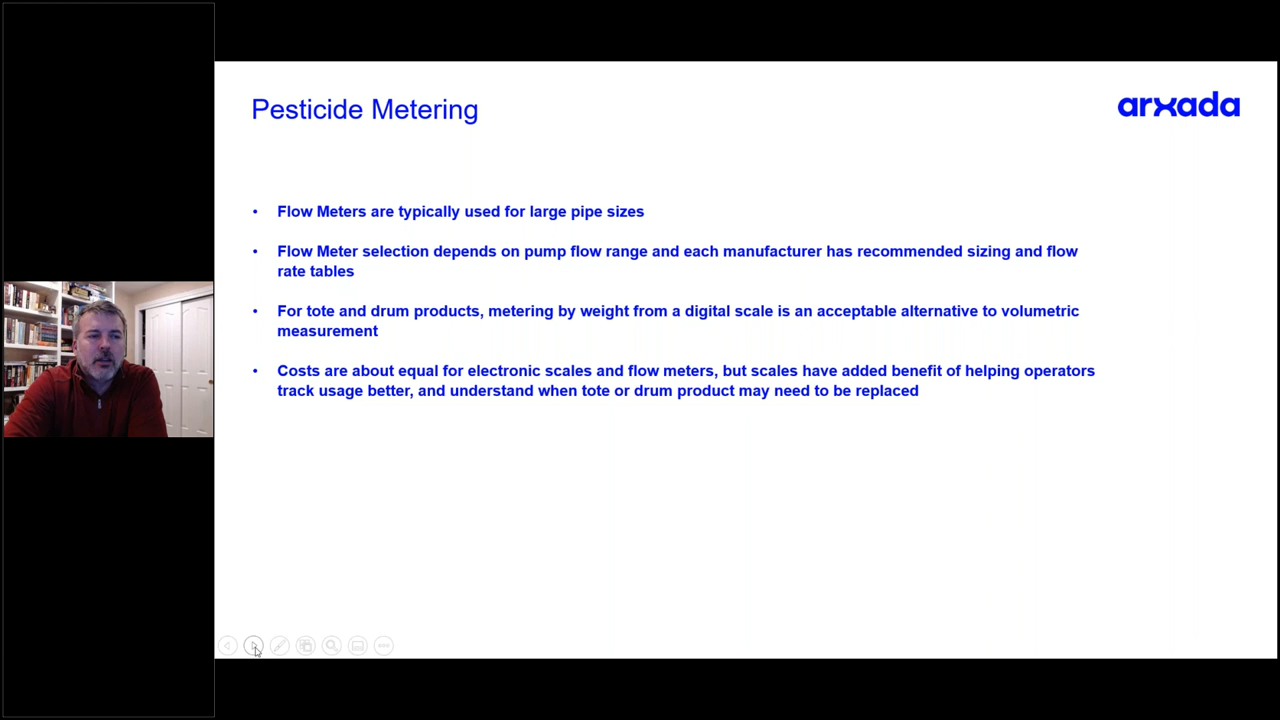 Pesticide Metering
arxada
• Flow Meters are typically used for large pipe sizes
• Flow Meter selection depends on pump flow range and each manufacturer has recommended sizing and flow
rate tables
• For tote and drum products, metering by weight from a digital scale is an acceptable alternative to volumetric
measurement
• Costs are about equal for electronic scales and flow meters, but scales have added benefit of helping operators
track usage better, and understand when tote or drum product may need to be replaced